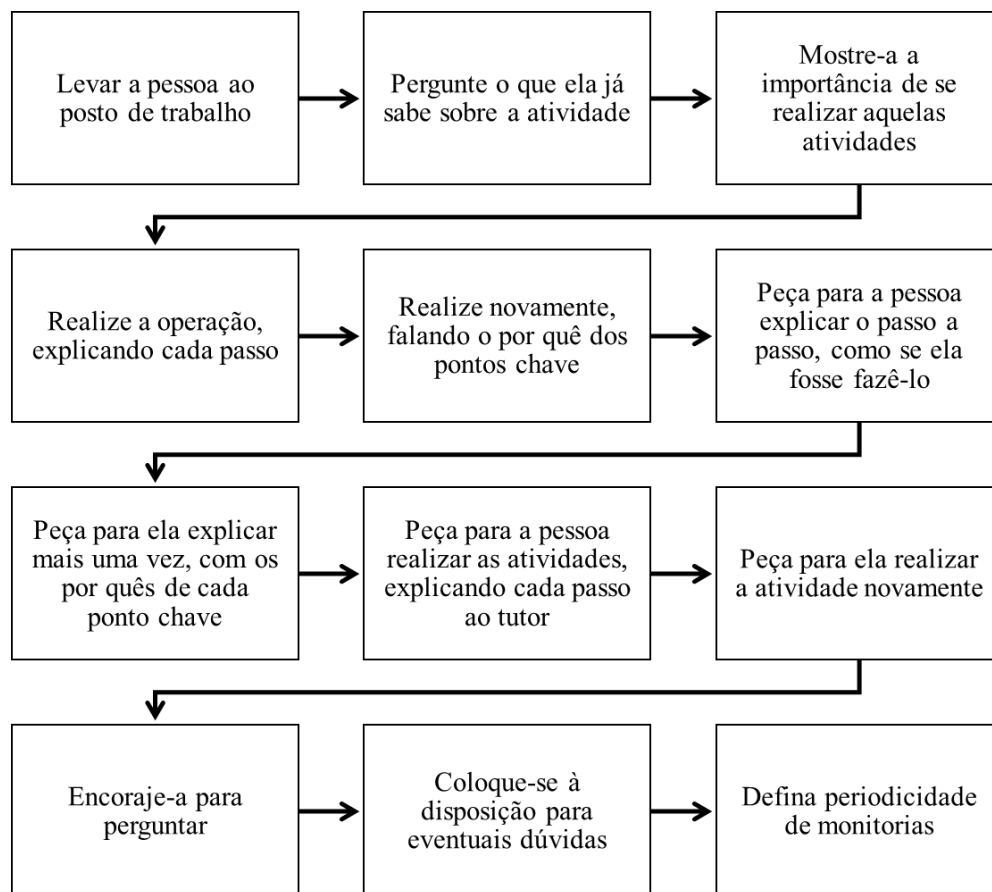 Levar a pessoa ao
posto de trabalho
Pergunte o que ela já
sabe sobre a atividade
Mostre-a a
importância de se
realizar aquelas
atividades
Realize a operação,
explicando cada passo
Realize novamente,
falando o por quê dos
pontos chave
Peça para a pessoa
explicar o passo a
passo, como se ela
fosse fazê-lo
Peça para ela explicar
mais uma vez, com os
por quês de cada
ponto chave
Peça para a pessoa
realizar as atividades,
explicando cada passo
ao tutor
Peça para ela realizar
a atividade novamente
Encoraje-a para
perguntar
Coloque-se à
disposição para
eventuais dúvidas
Defina periodicidade
de monitorias